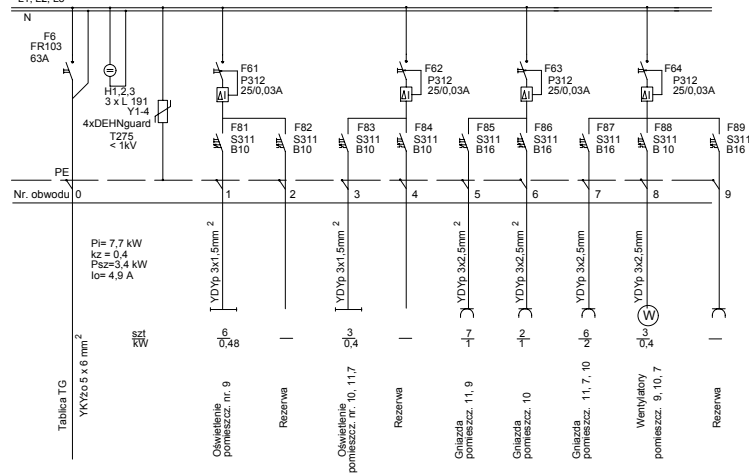 N
F6
FR103
63A
H1,2,3
3 x L 191
Y1-4
4xDEHNguard
T275
< 1kV
F61
P312
25/0,03A
ΔI
F62
P312
25/0,03A
ΔI
F63
P312
25/0,03A
ΔI
F64
P312
25/0,03A
ΔI
F81
S311
B10
F82
S311
B10
F83
S311
B10
F84
S311
B10
F85
S311
B16
F86
S311
B16
F87
S311
B16
F88
S311
B 10
F89
S311
B16
PE
Nr. obwodu 0 1 2 3 4 5 6 7 8 9
Pi= 7,7 kW
kz = 0,4
Psz=3,4 kW
Io= 4,9 A
YDYp 3x1,5mm²
YDYp 3x1,5mm²
YDYp 3x2,5mm²
YDYp 3x2,5mm²
YDYp 3x2,5mm²
YDYp 3x2,5mm²
W
szt 6 — 3 — 7 2 6 3 —
kW 0,48 0,4 1 1 2 0,4
Tablica TG
YKYżo 5 x 6 mm²
Oświetlenie
pomieszcz. nr. 9
Rezerwa
Oświetlenie
pomieszcz. nr. 10, 11,7
Rezerwa
Gniazda
pomieszcz. 11, 9
Gniazda
pomieszcz. 10
Gniazda
pomieszcz. 11, 7, 10
Wentylatory
pomieszcz. 9, 10, 7
Rezerwa